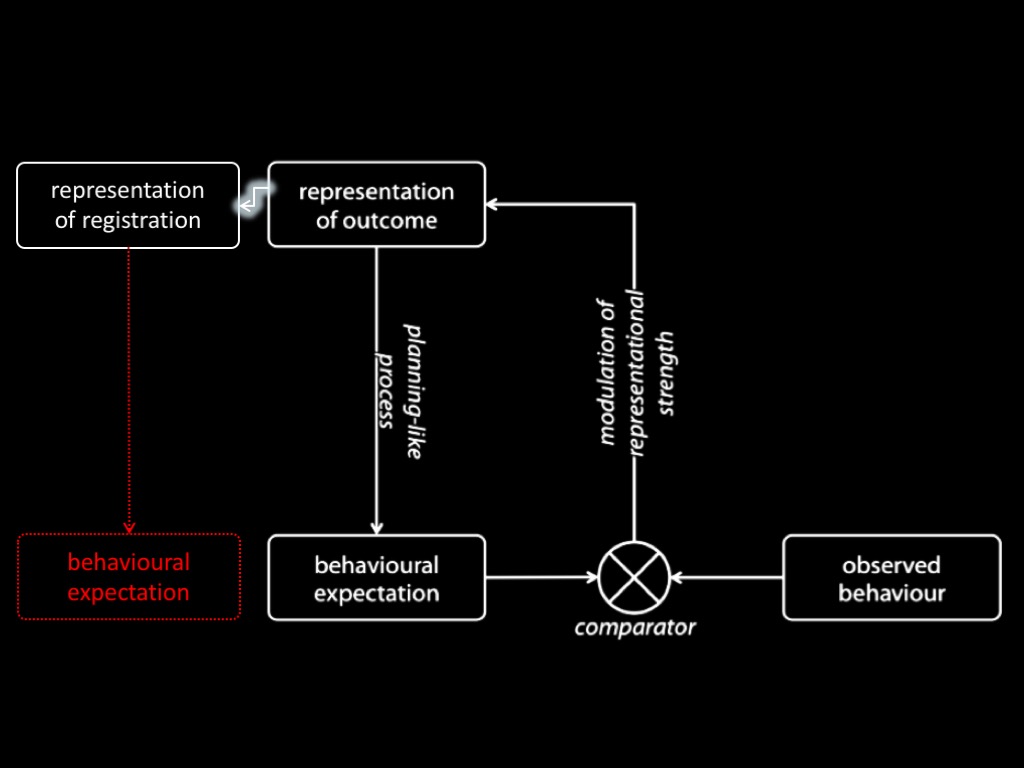 representation
of registration
representation
of outcome
planning-like
process
modulation of
representational
strength
behavioural
expectation
behavioural
expectation
comparator
observed
behaviour